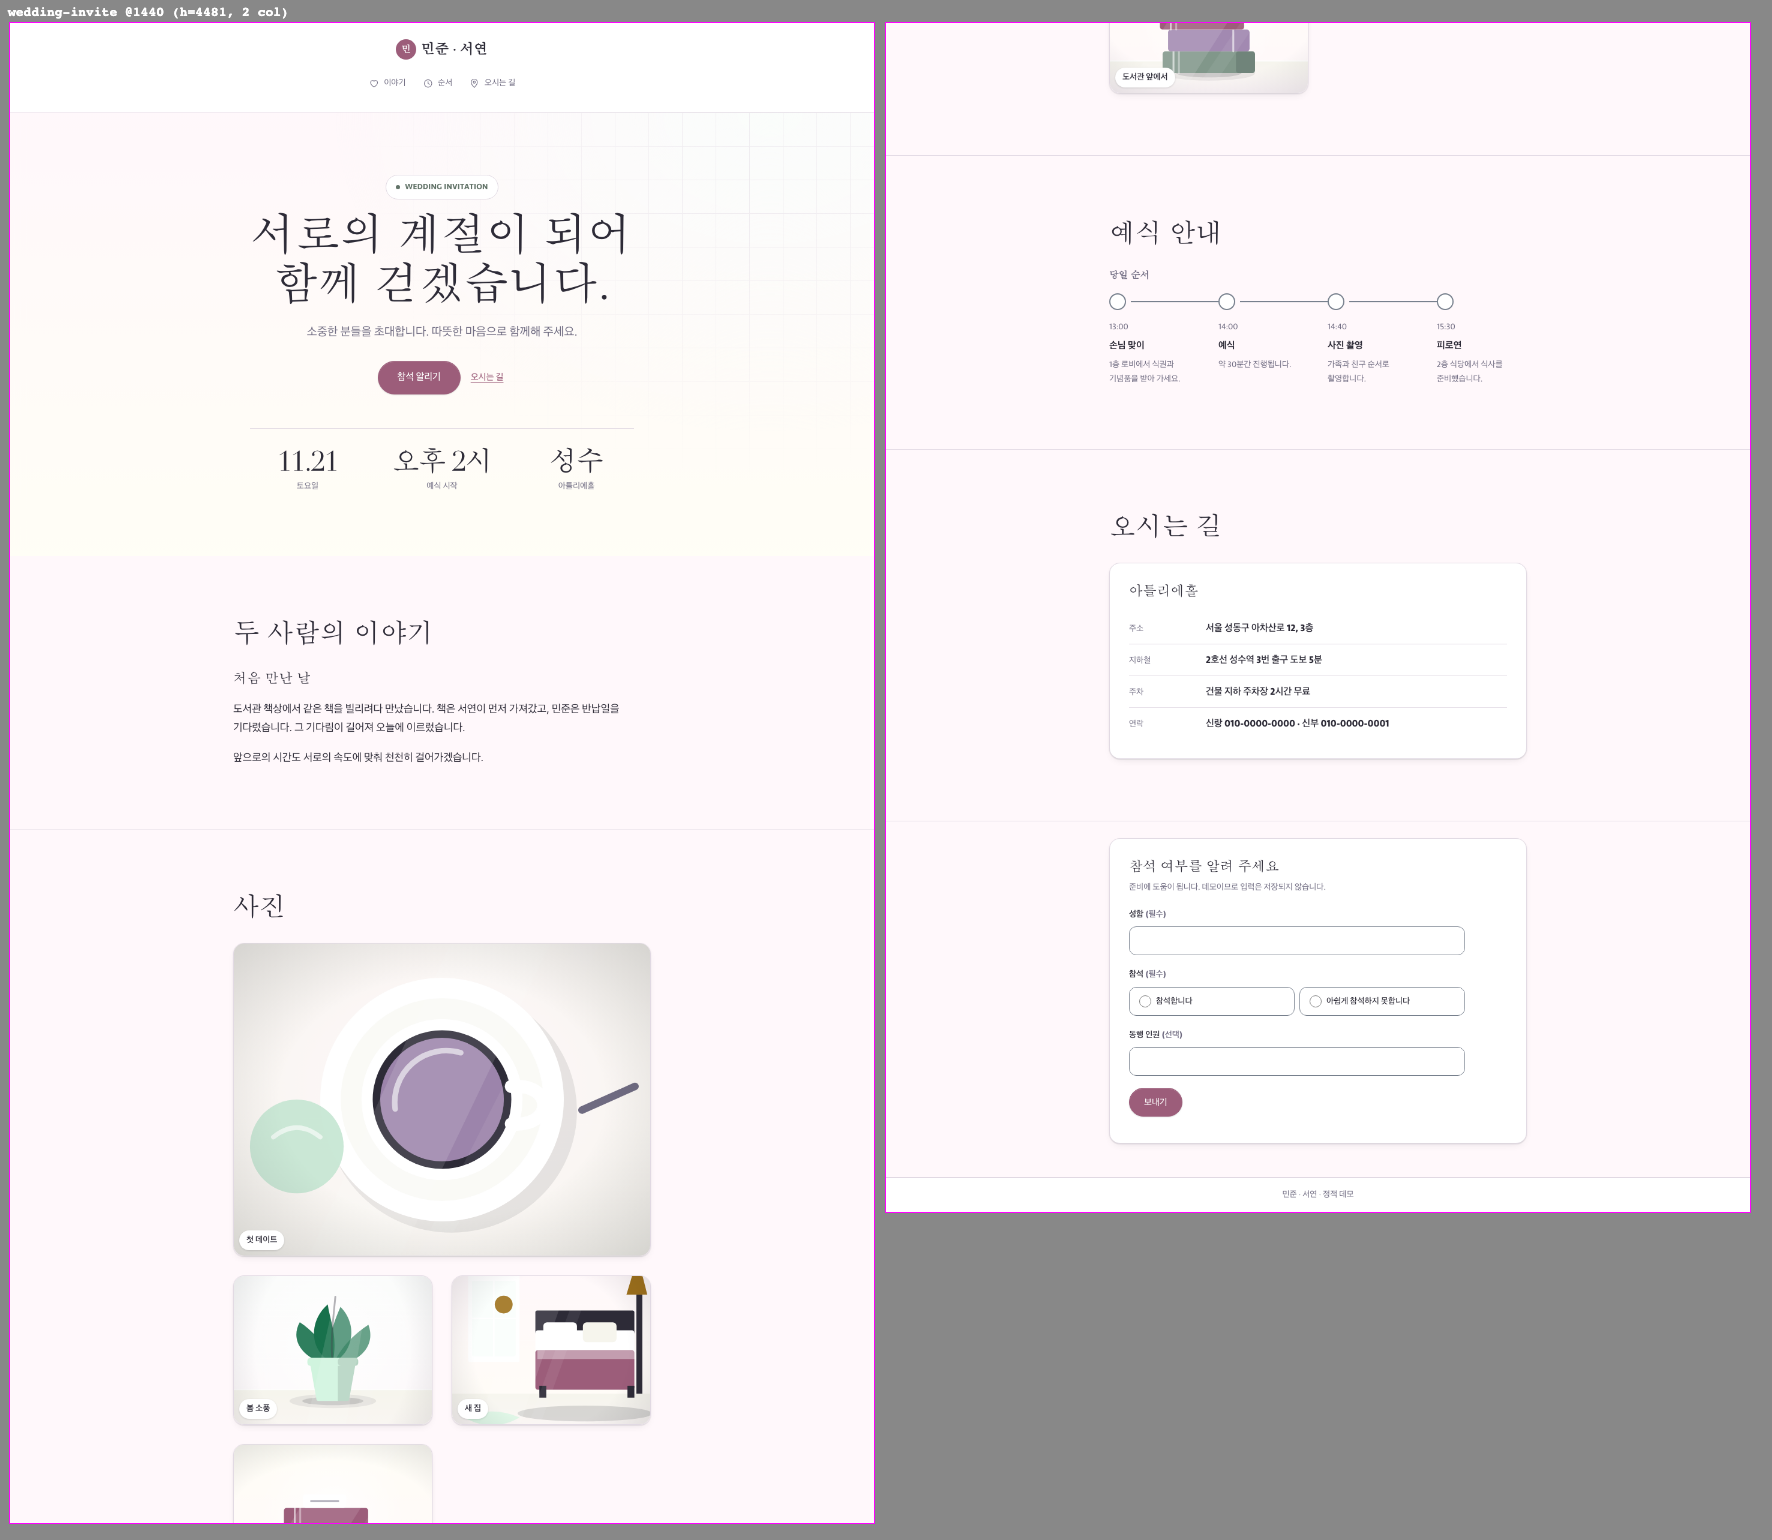 wedding-invite @1440 (h=4481, 2 col)
민 민준 · 서연
이야기 순서 오시는 길
WEDDING INVITATION
서로의 계절이 되어
함께 걷겠습니다.
소중한 분들을 초대합니다. 따뜻한 마음으로 함께해 주세요.
참석 알리기 오시는 길
11.21 오후 2시 성수
토요일 예식 시작 아틀리에홀
두 사람의 이야기
처음 만난 날
도서관 책상에서 같은 책을 빌리려다 만났습니다. 책은 서연이 먼저 가져갔고, 민준은 반납일을
기다렸습니다. 그 기다림이 길어져 오늘에 이르렀습니다.
앞으로의 시간도 서로의 속도에 맞춰 천천히 걸어가겠습니다.
사진
첫 데이트
봄 소풍
새 집
도서관 앞에서
예식 안내
당일 순서
13:00 14:00 14:40 15:30
손님 맞이 예식 사진 촬영 피로연
1층 로비에서 식권과 약 30분간 진행됩니다. 가족과 친구 순서로 2층 식당에서 식사를
기념품을 받아 가세요. 촬영합니다. 준비했습니다.
오시는 길
아틀리에홀
주소 서울 성동구 아차산로 12, 3층
지하철 2호선 성수역 3번 출구 도보 5분
주차 건물 지하 주차장 2시간 무료
연락 신랑 010-0000-0000 · 신부 010-0000-0001
참석 여부를 알려 주세요
준비에 도움이 됩니다. 데모이므로 입력은 저장되지 않습니다.
성함 (필수)
참석 (필수)
참석합니다 아쉽게 참석하지 못합니다
동행 인원 (선택)
보내기
민준 · 서연 · 정적 데모